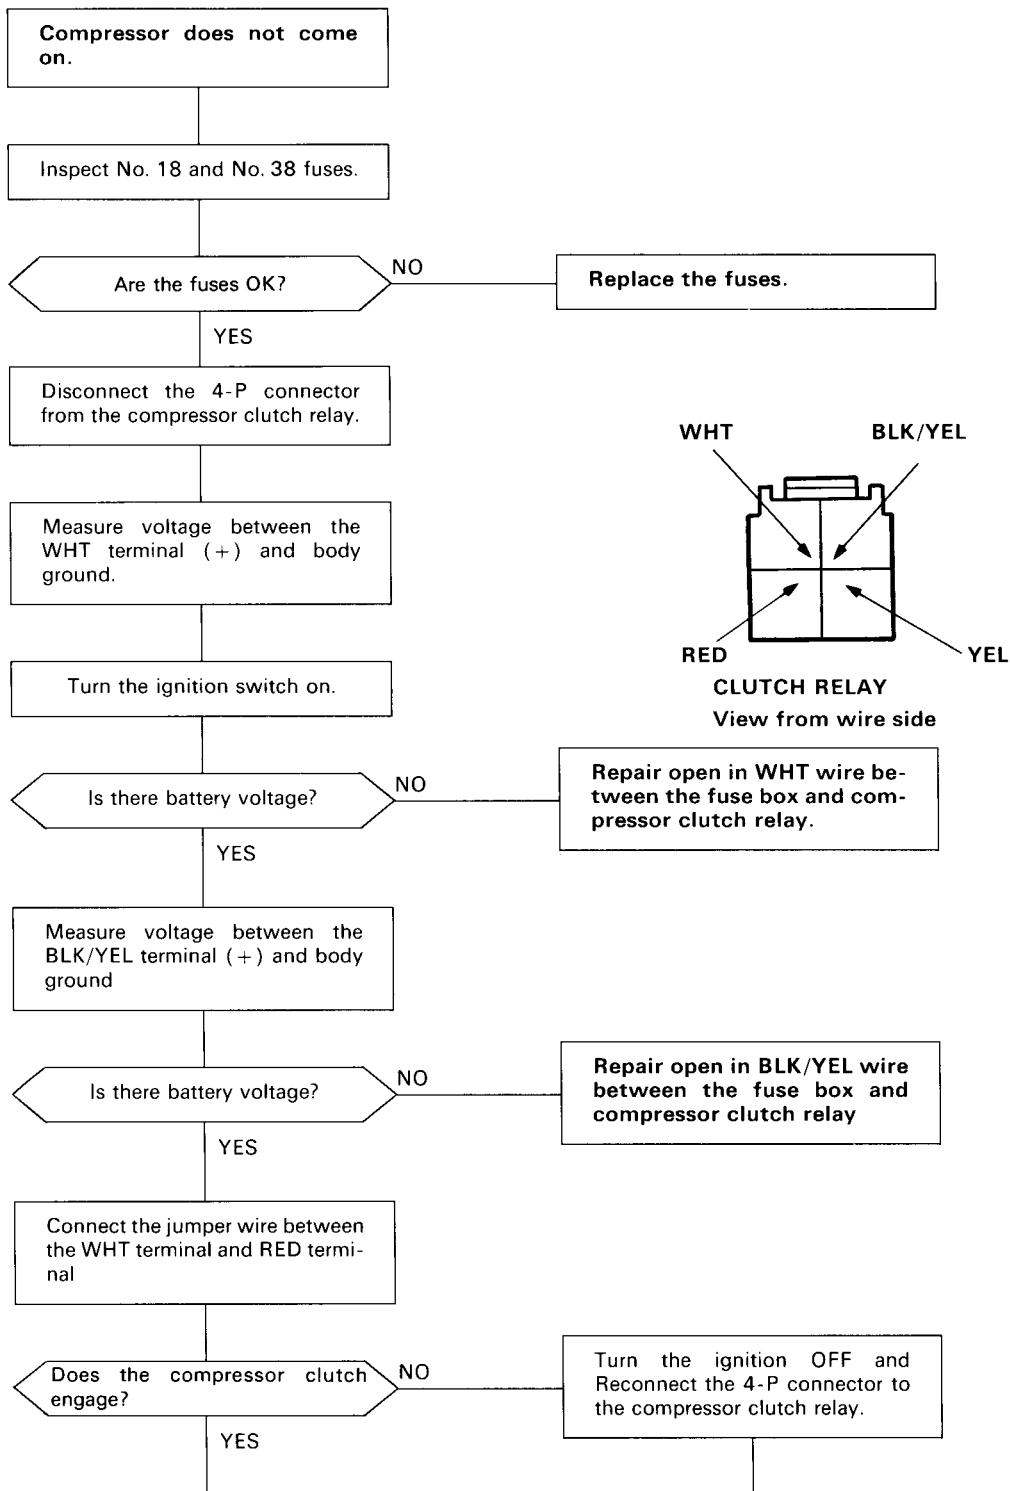 Compressor does not come
on.
Inspect No. 18 and No. 38 fuses.
Are the fuses OK?
NO
Replace the fuses.
YES
Disconnect the 4-P connector
from the compressor clutch relay.
WHT
BLK/YEL
Measure voltage between the
WHT terminal (+) and body
ground.
RED
YEL
CLUTCH RELAY
View from wire side
Turn the ignition switch on.
Is there battery voltage?
NO
Repair open in WHT wire be-
tween the fuse box and com-
pressor clutch relay.
YES
Measure voltage between the
BLK/YEL terminal (+) and body
ground
Is there battery voltage?
NO
Repair open in BLK/YEL wire
between the fuse box and
compressor clutch relay
YES
Connect the jumper wire between
the WHT terminal and RED termi-
nal
Does the compressor clutch
engage?
NO
Turn the ignition OFF and
Reconnect the 4-P connector to
the compressor clutch relay.
YES